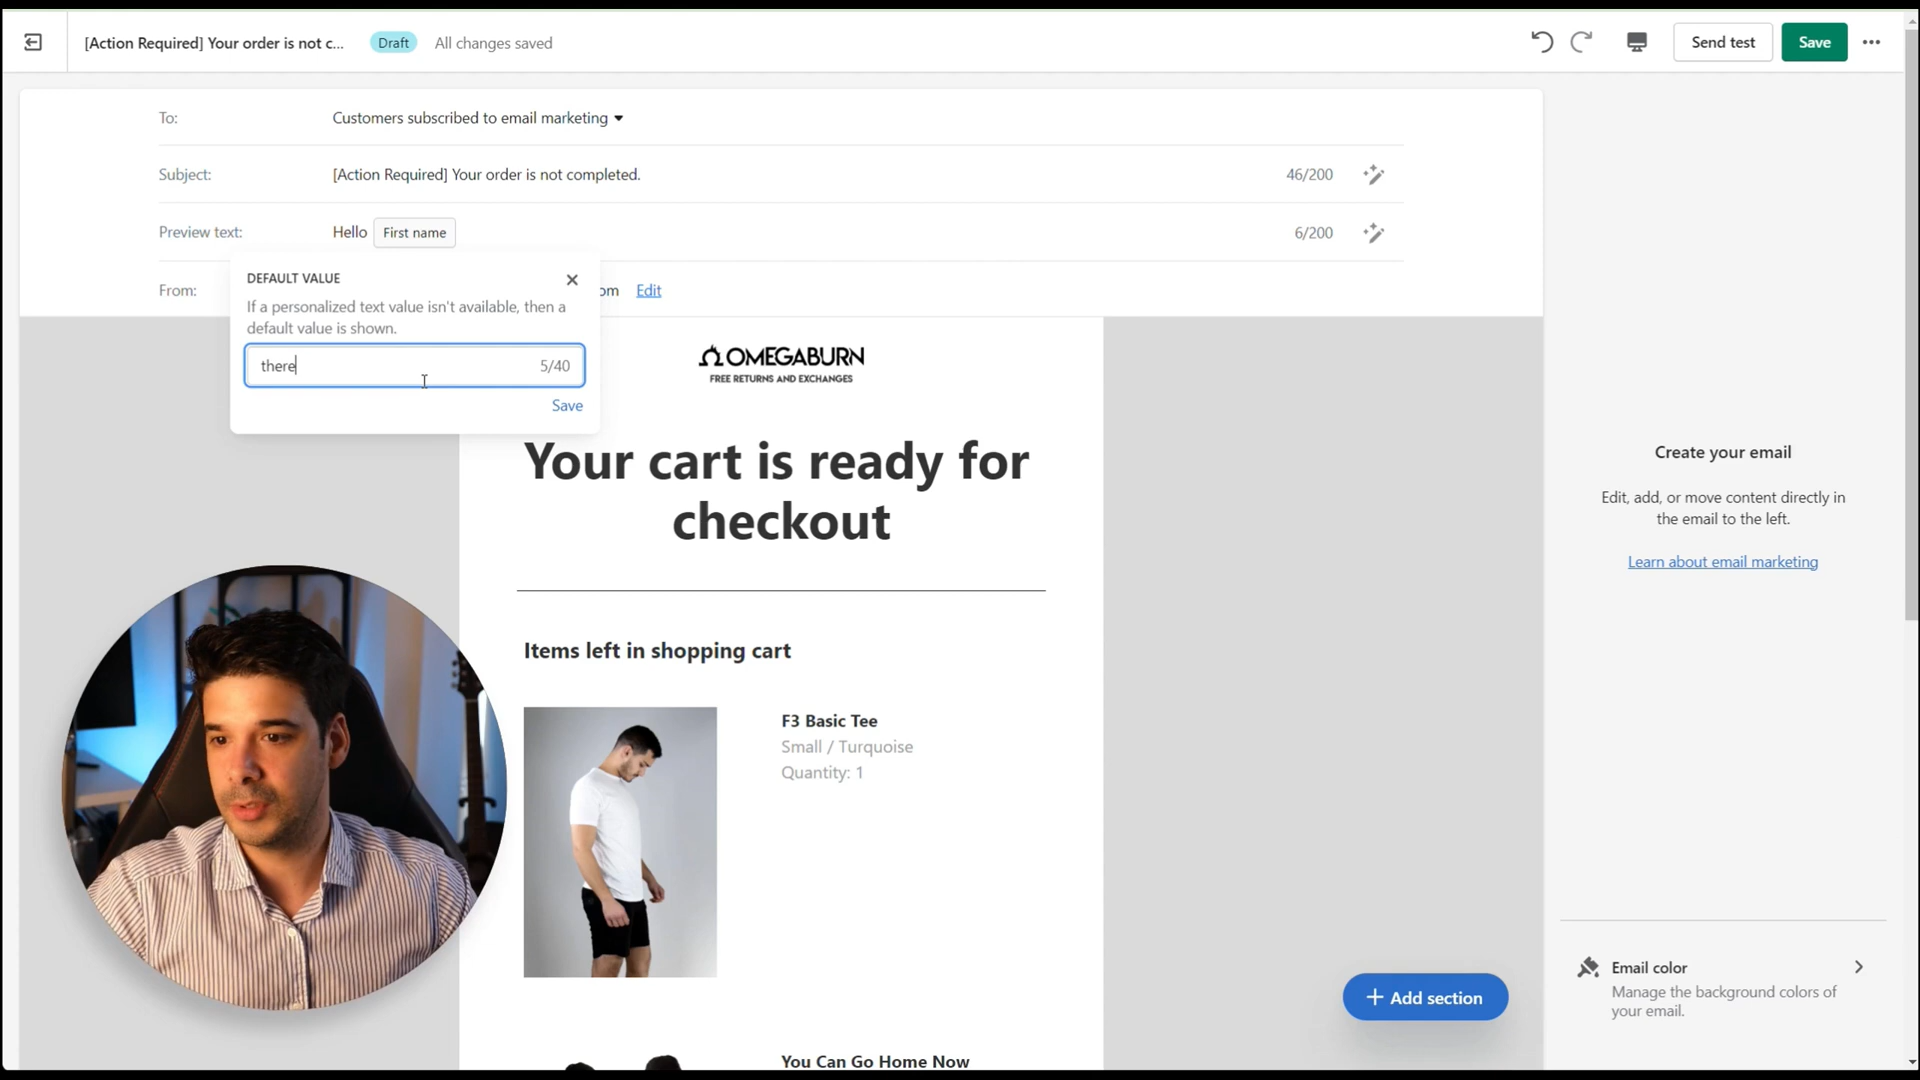 [Action Required] Your order is not c...
Draft
All changes saved
Send test
Save
To:
Customers subscribed to email marketing
Subject:
[Action Required] Your order is not completed.
46/200
Preview text:
Hello First name
6/200
From:
om
Edit
DEFAULT VALUE
If a personalized text value isn't available, then a
default value is shown.
there
5/40
Save
OMEGABURN
FREE RETURNS AND EXCHANGES
Your cart is ready for
checkout
Items left in shopping cart
F3 Basic Tee
Small / Turquoise
Quantity: 1
You Can Go Home Now
Add section
Create your email
Edit, add, or move content directly in
the email to the left.
Learn about email marketing
Email color
Manage the background colors of
your email.